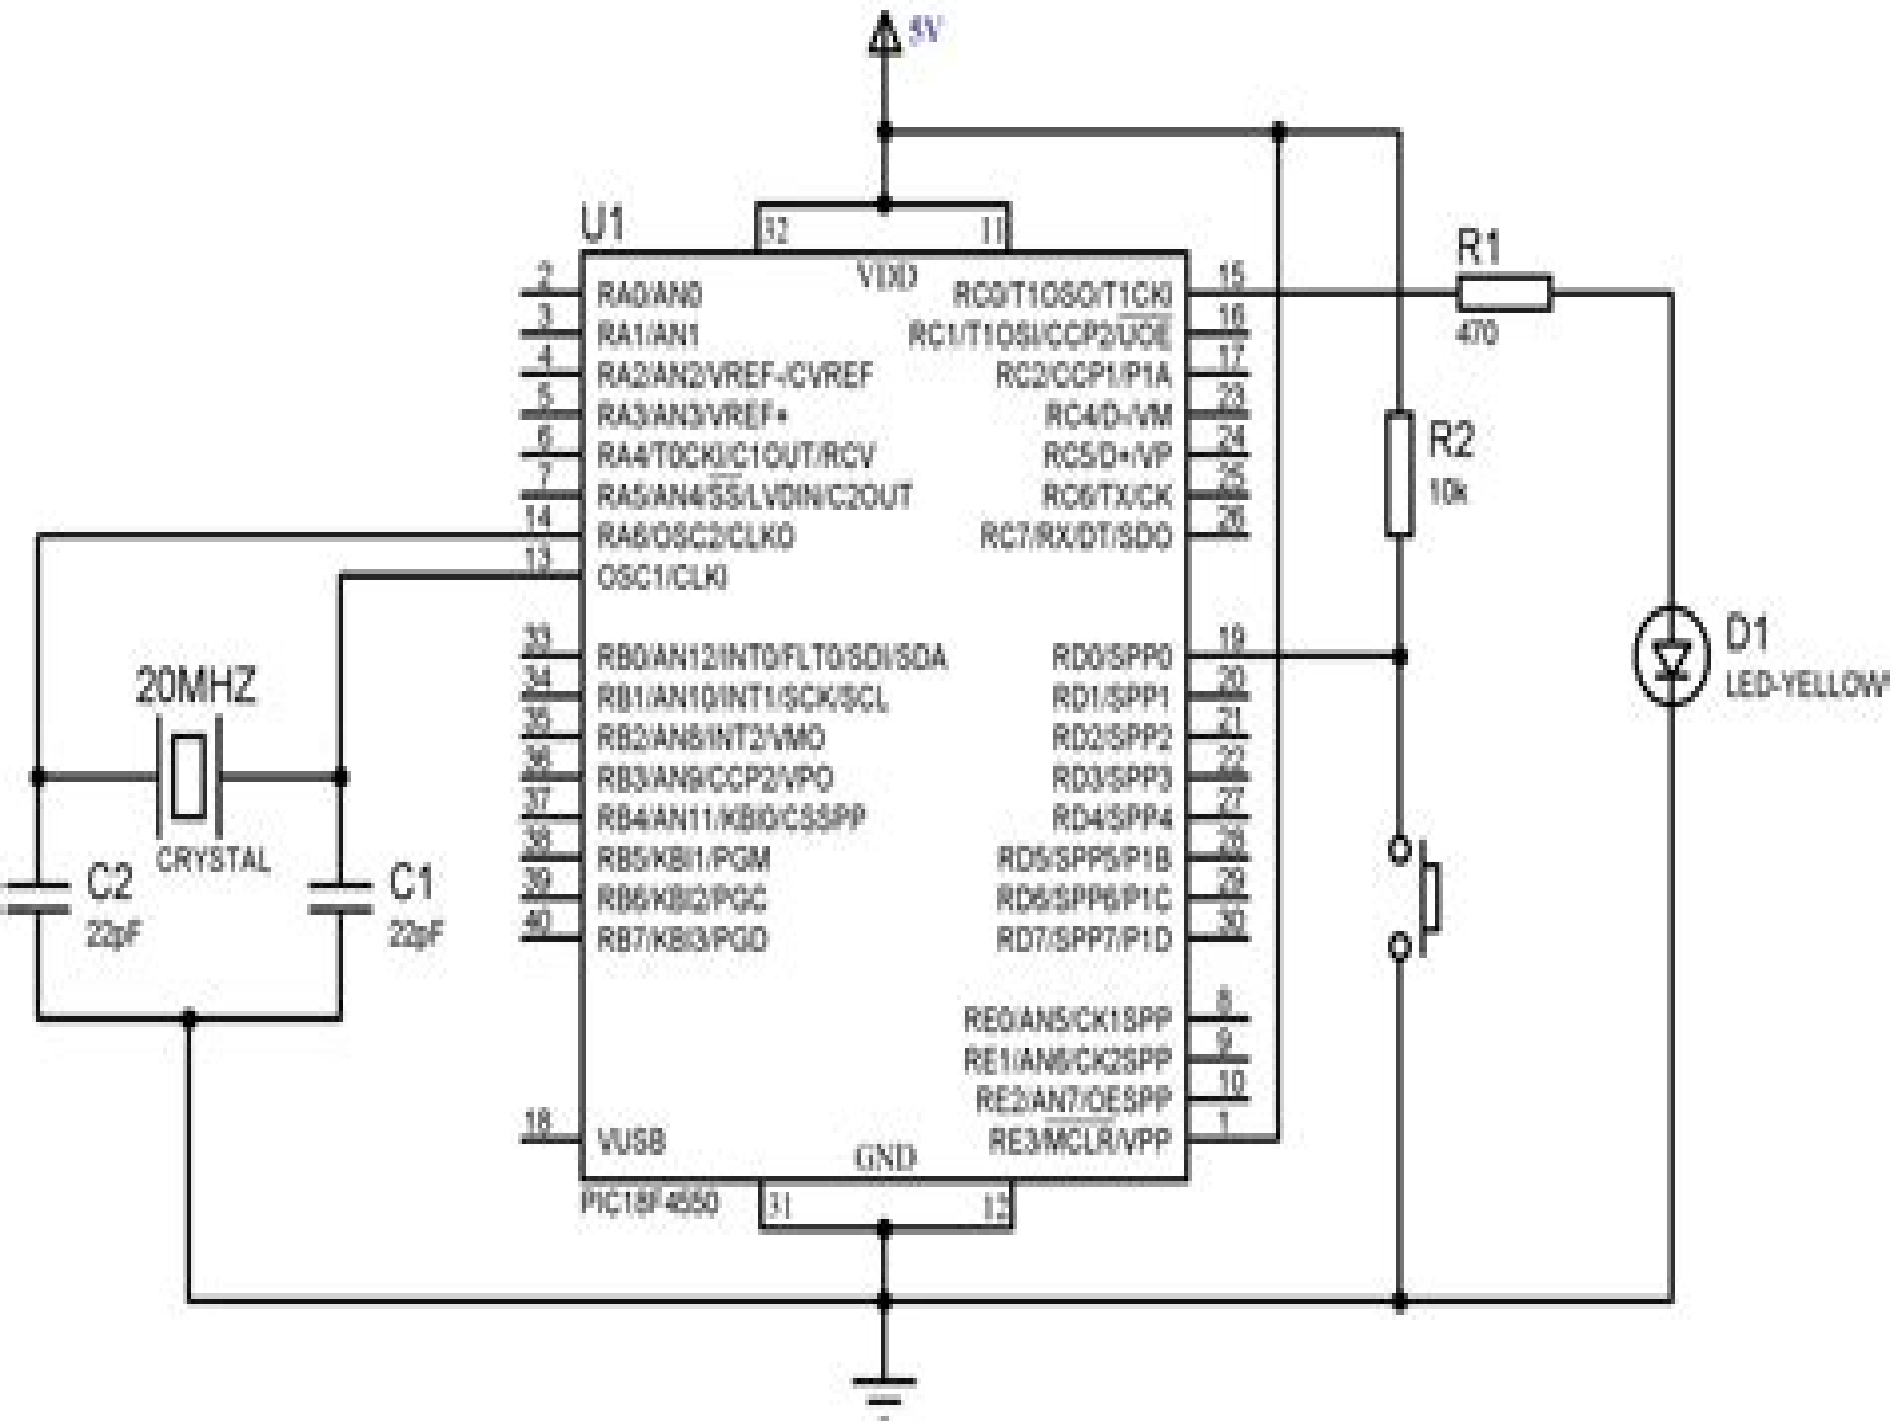 5V
U1
32
11
VDD
2
RA0/AN0
3
RA1/AN1
4
RA2/AN2/VREF-/CVREF
5
RA3/AN3/VREF+
6
RA4/T0CKI/C1OUT/RCV
7
RA5/AN4/SS/LVDIN/C2OUT
14
RA6/OSC2/CLKO
13
OSC1/CLKI
33
RB0/AN12/INT0/FLT0/SDI/SDA
34
RB1/AN10/INT1/SCK/SCL
35
RB2/AN8/INT2/VMO
36
RB3/AN9/CCP2/VPO
37
RB4/AN11/KBI0/CSSPP
38
RB5/KBI1/PGM
39
RB6/KBI2/PGC
40
RB7/KBI3/PGD
18
VUSB
RC0/T1OSO/T1CKI
15
RC1/T1OSI/CCP2/UOE
16
RC2/CCP1/P1A
17
RC4/D-/VM
23
RC5/D+/VP
24
RC6/TX/CK
25
RC7/RX/DT/SDO
26
RD0/SPP0
19
RD1/SPP1
20
RD2/SPP2
21
RD3/SPP3
22
RD4/SPP4
27
RD5/SPP5/P1B
28
RD6/SPP6/P1C
29
RD7/SPP7/P1D
30
RE0/AN5/CK1SPP
8
RE1/AN6/CK2SPP
9
RE2/AN7/OESPP
10
RE3/MCLR/VPP
1
GND
PIC18F4550
31
12
20MHZ
CRYSTAL
C2
22pF
C1
22pF
R1
470
R2
10k
D1
LED-YELLOW